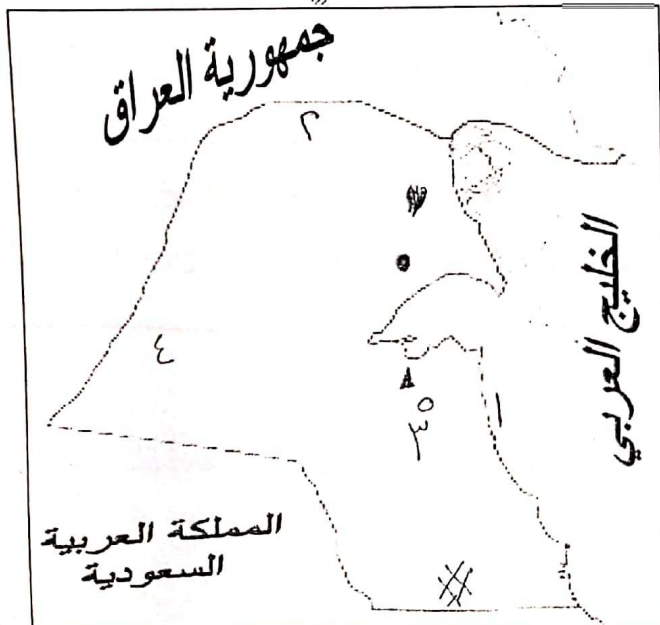 جمهورية العراق
٢
الخليج العربي
٤
١
٥
٣
المملكة العربية
السعودية